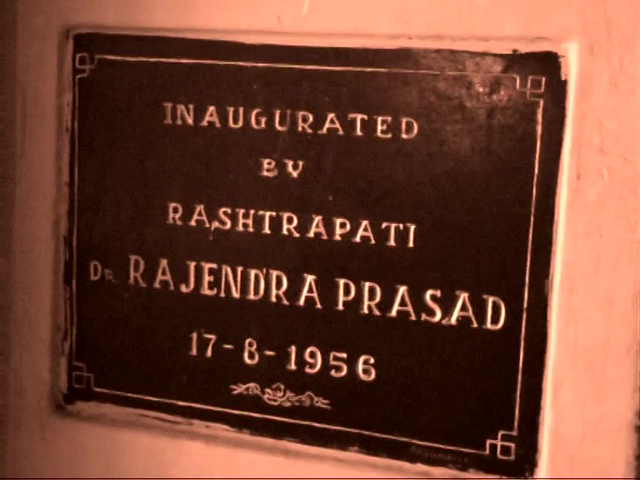 INAUGURATED
BY
RASHTRAPATI
DR. RAJENDRA PRASAD
17-8-1956